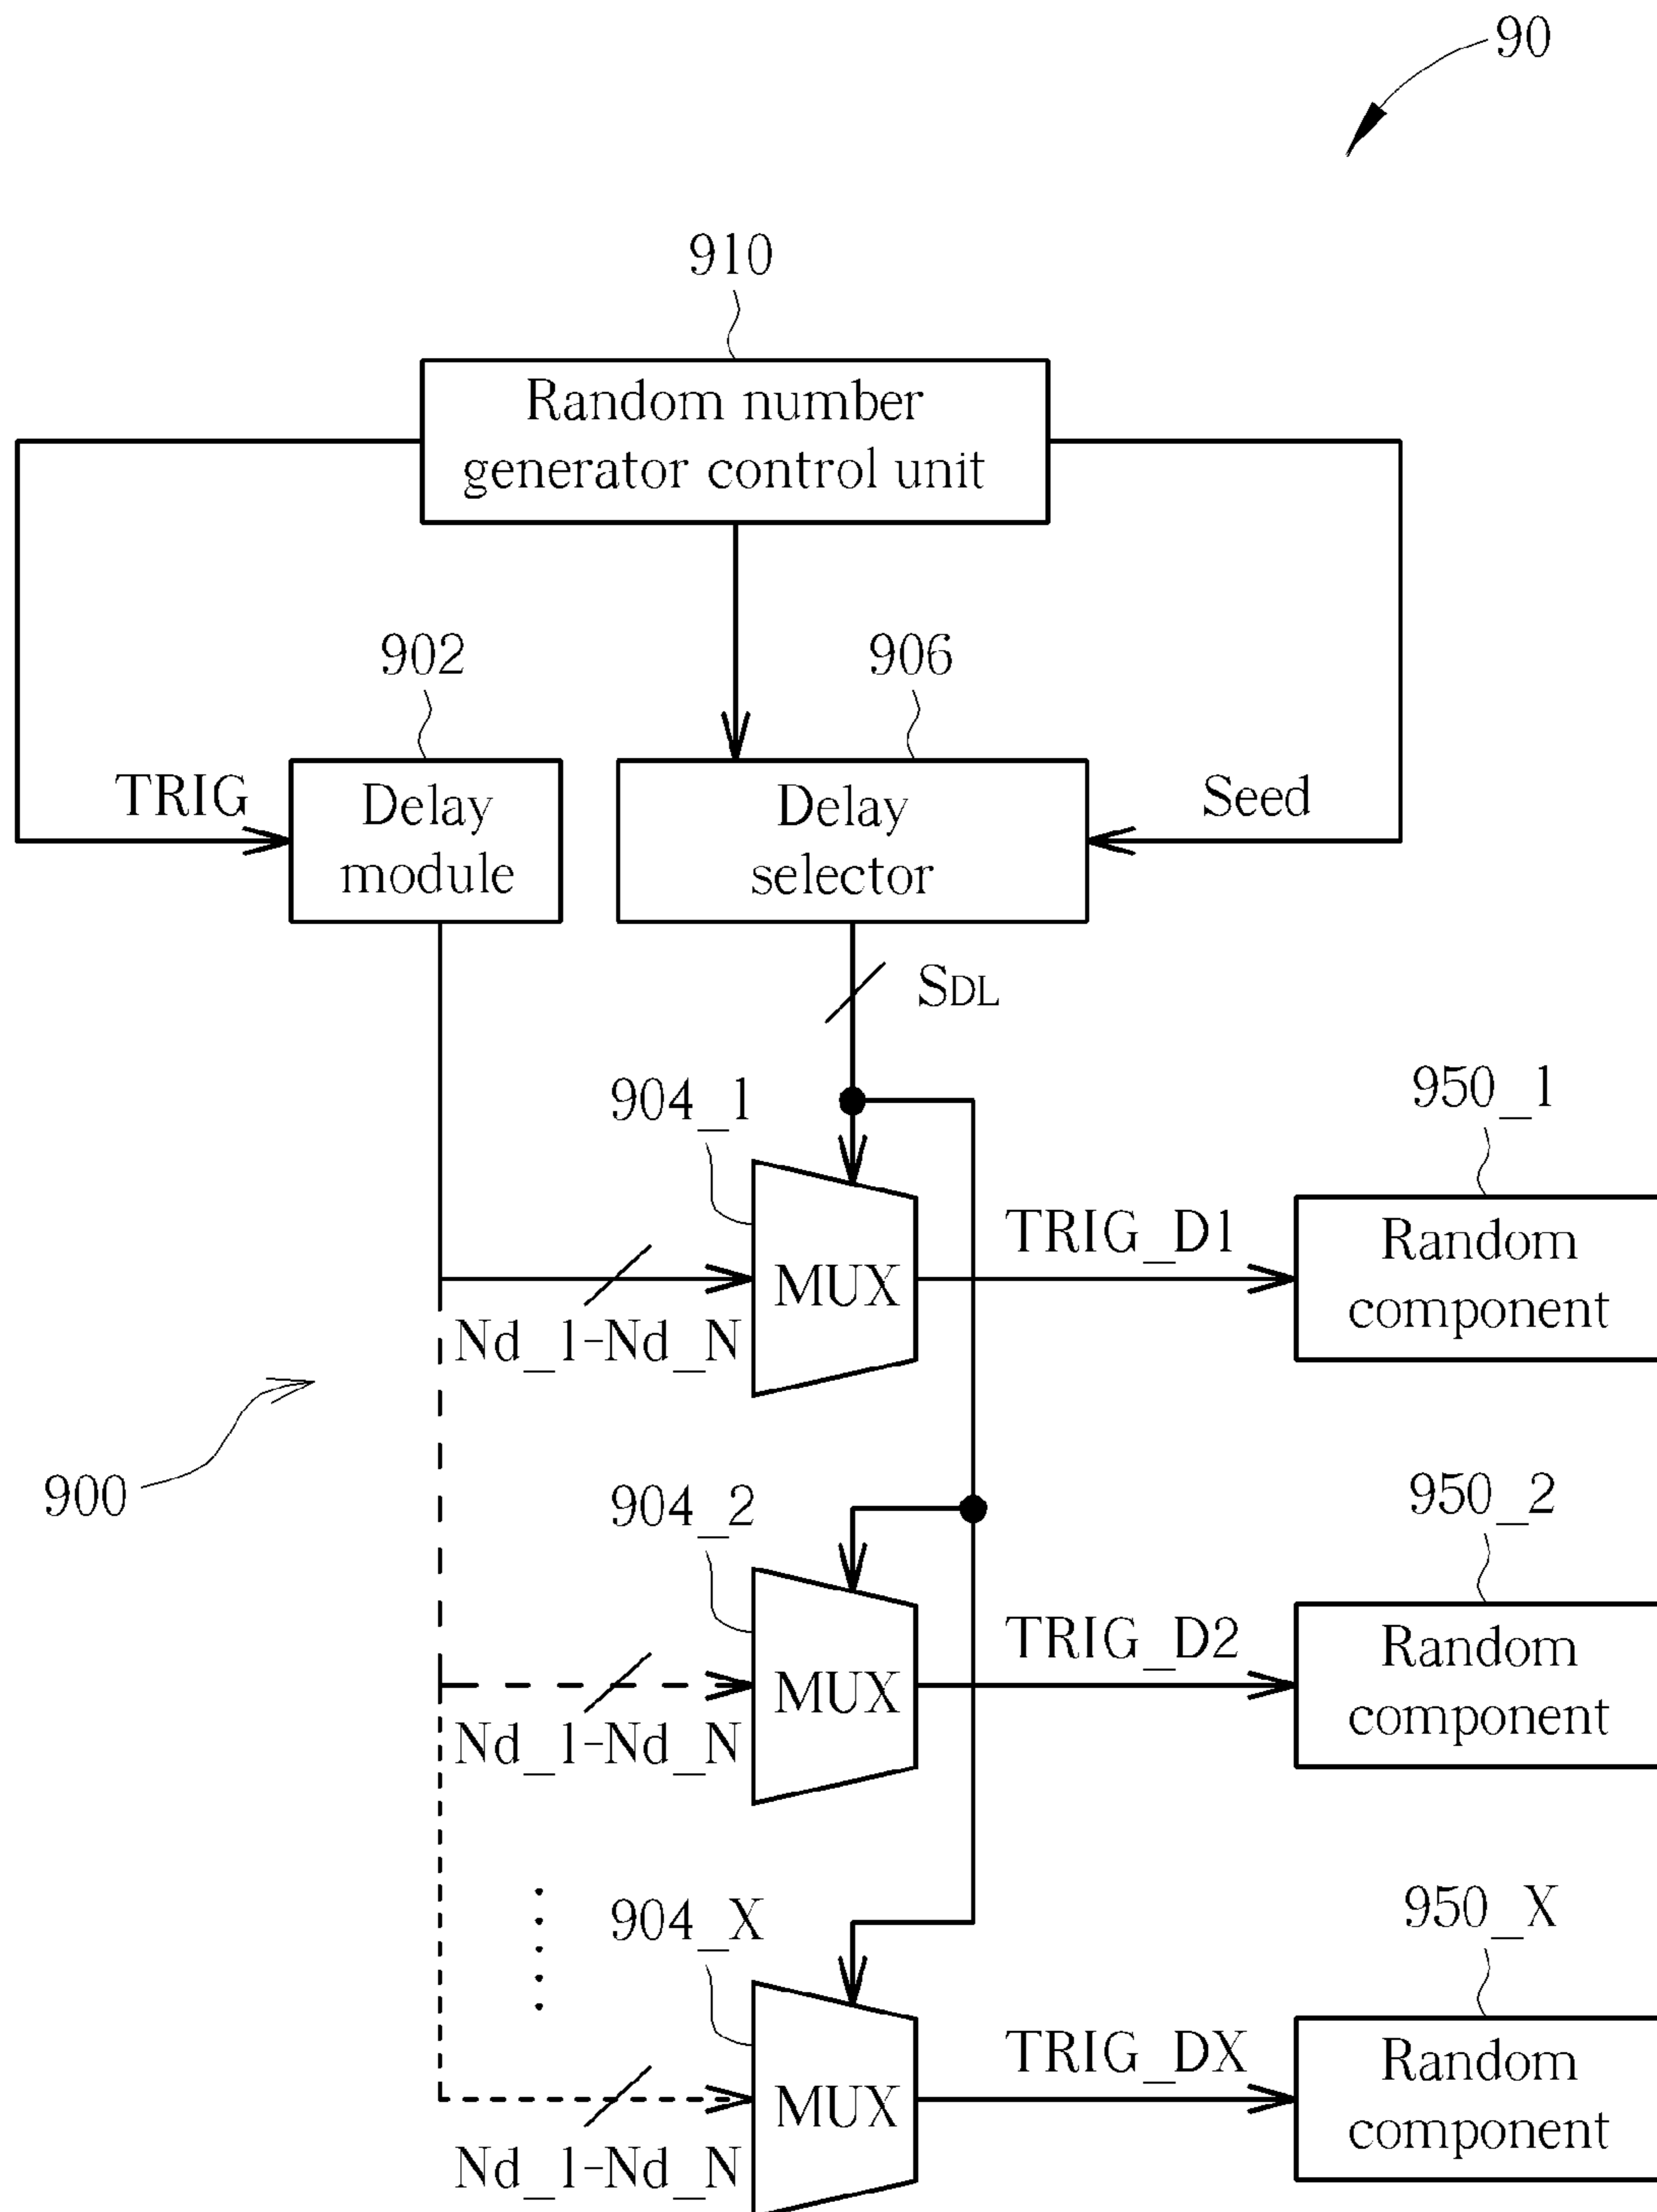 90
910
Random number
generator control unit
902
906
TRIG
Delay
module
Delay
selector
Seed
SDL
904_1
950_1
MUX
TRIG_D1
Random
component
Nd_1-Nd_N
900
904_2
950_2
MUX
TRIG_D2
Random
component
Nd_1-Nd_N
904_X
950_X
MUX
TRIG_DX
Random
component
Nd_1-Nd_N